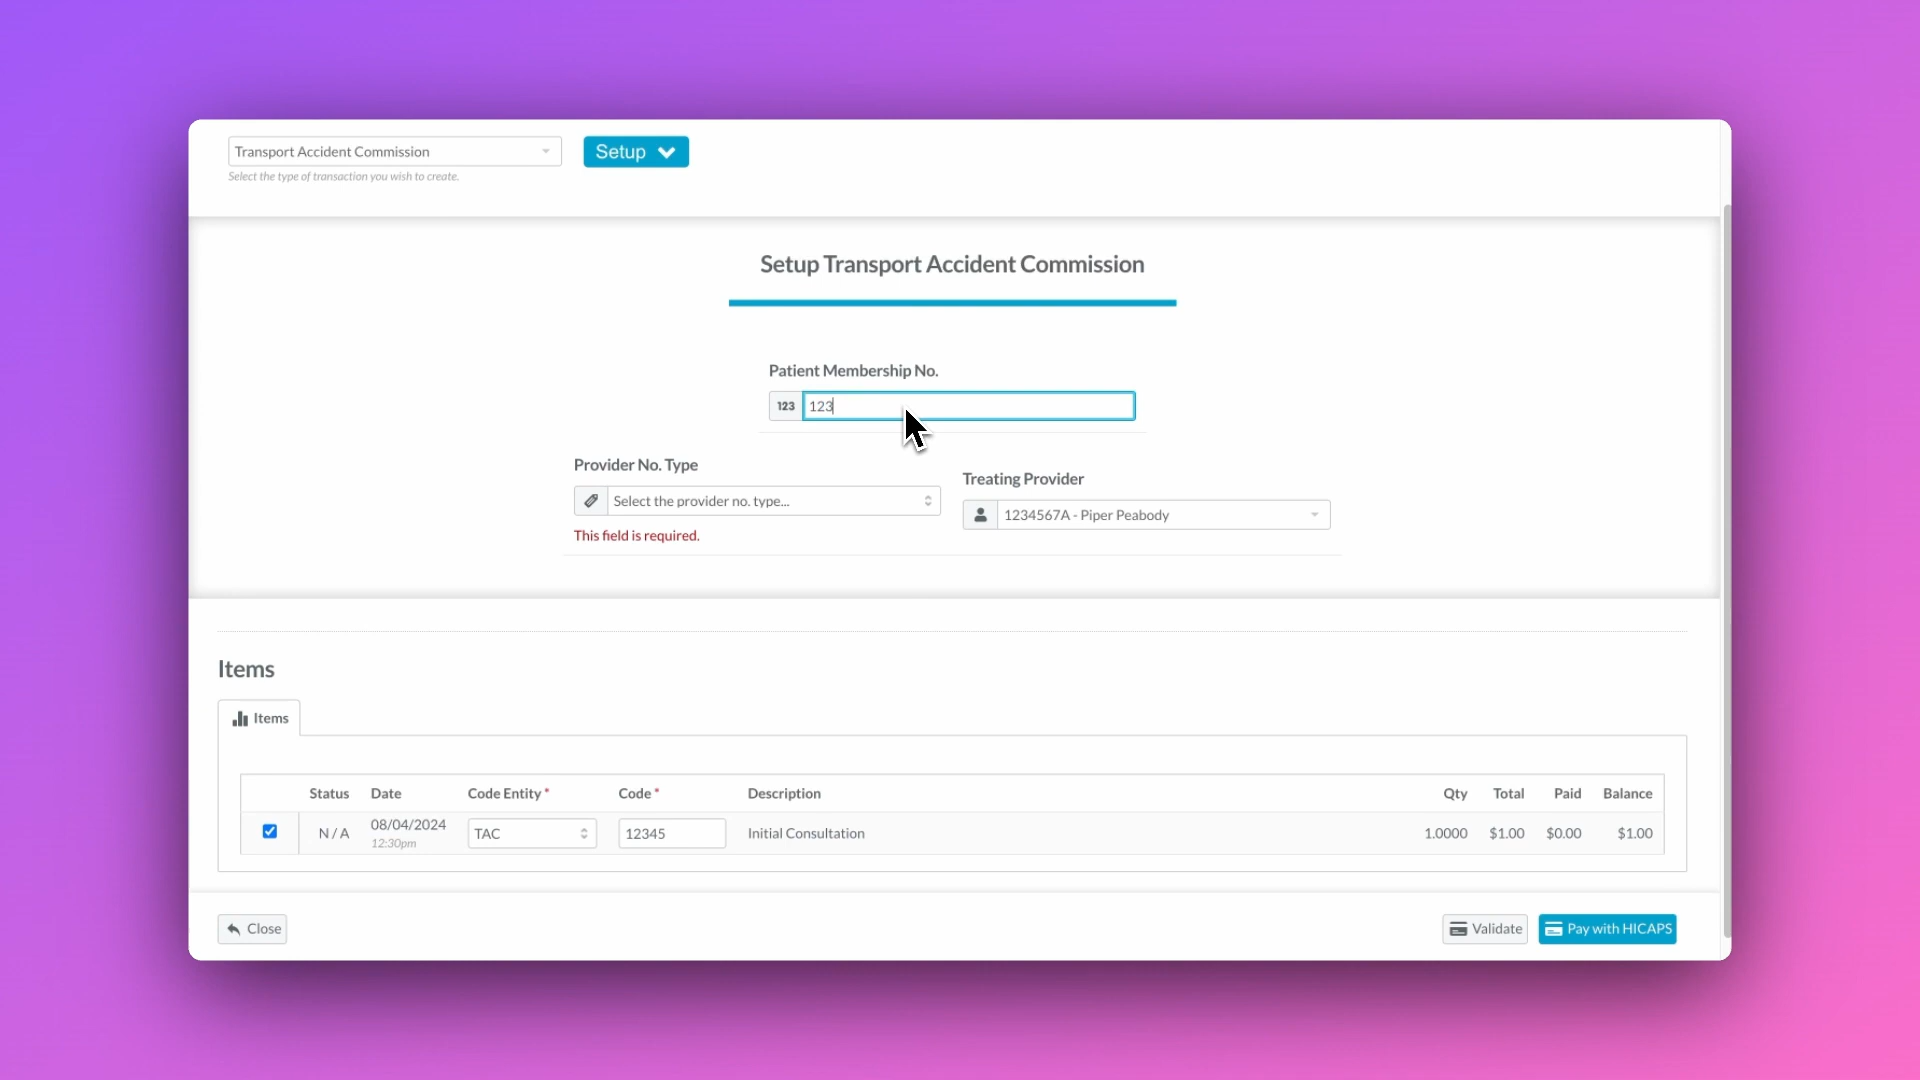 Transport Accident Commission
Setup
Select the type of transaction you wish to create.
Setup Transport Accident Commission
Patient Membership No.
123 123
Provider No. Type
Treating Provider
Select the provider no. type...
1234567A - Piper Peabody
This field is required.
Items
Items
Status Date Code Entity * Code * Description Qty Total Paid Balance
N / A 08/04/2024 TAC 12345 Initial Consultation 1.0000 $1.00 $0.00 $1.00
12:30pm
Close Validate Pay with HICAPS